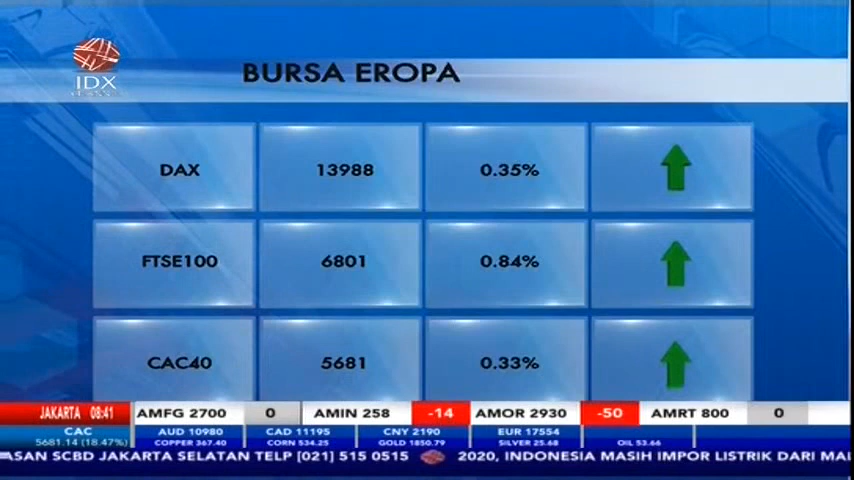 IDX
BURSA EROPA
DAX 13988 0.35%
FTSE100 6801 0.84%
CAC40 5681 0.33%
JAKARTA 08:41 AMFG 2700 0 AMIN 258 -14 AMOR 2930 -50 AMRT 800 0
CAC AUD 10980 CAD 11195 CNY 2190 EUR 17554
5681.14 (18.47%) COPPER 367.40 CORN 534.25 GOLD 1850.79 SILVER 25.68 OIL 53.66
ASAN SCBD JAKARTA SELATAN TELP [021] 515 0515 2020, INDONESIA MASIH IMPOR LISTRIK DARI MAL